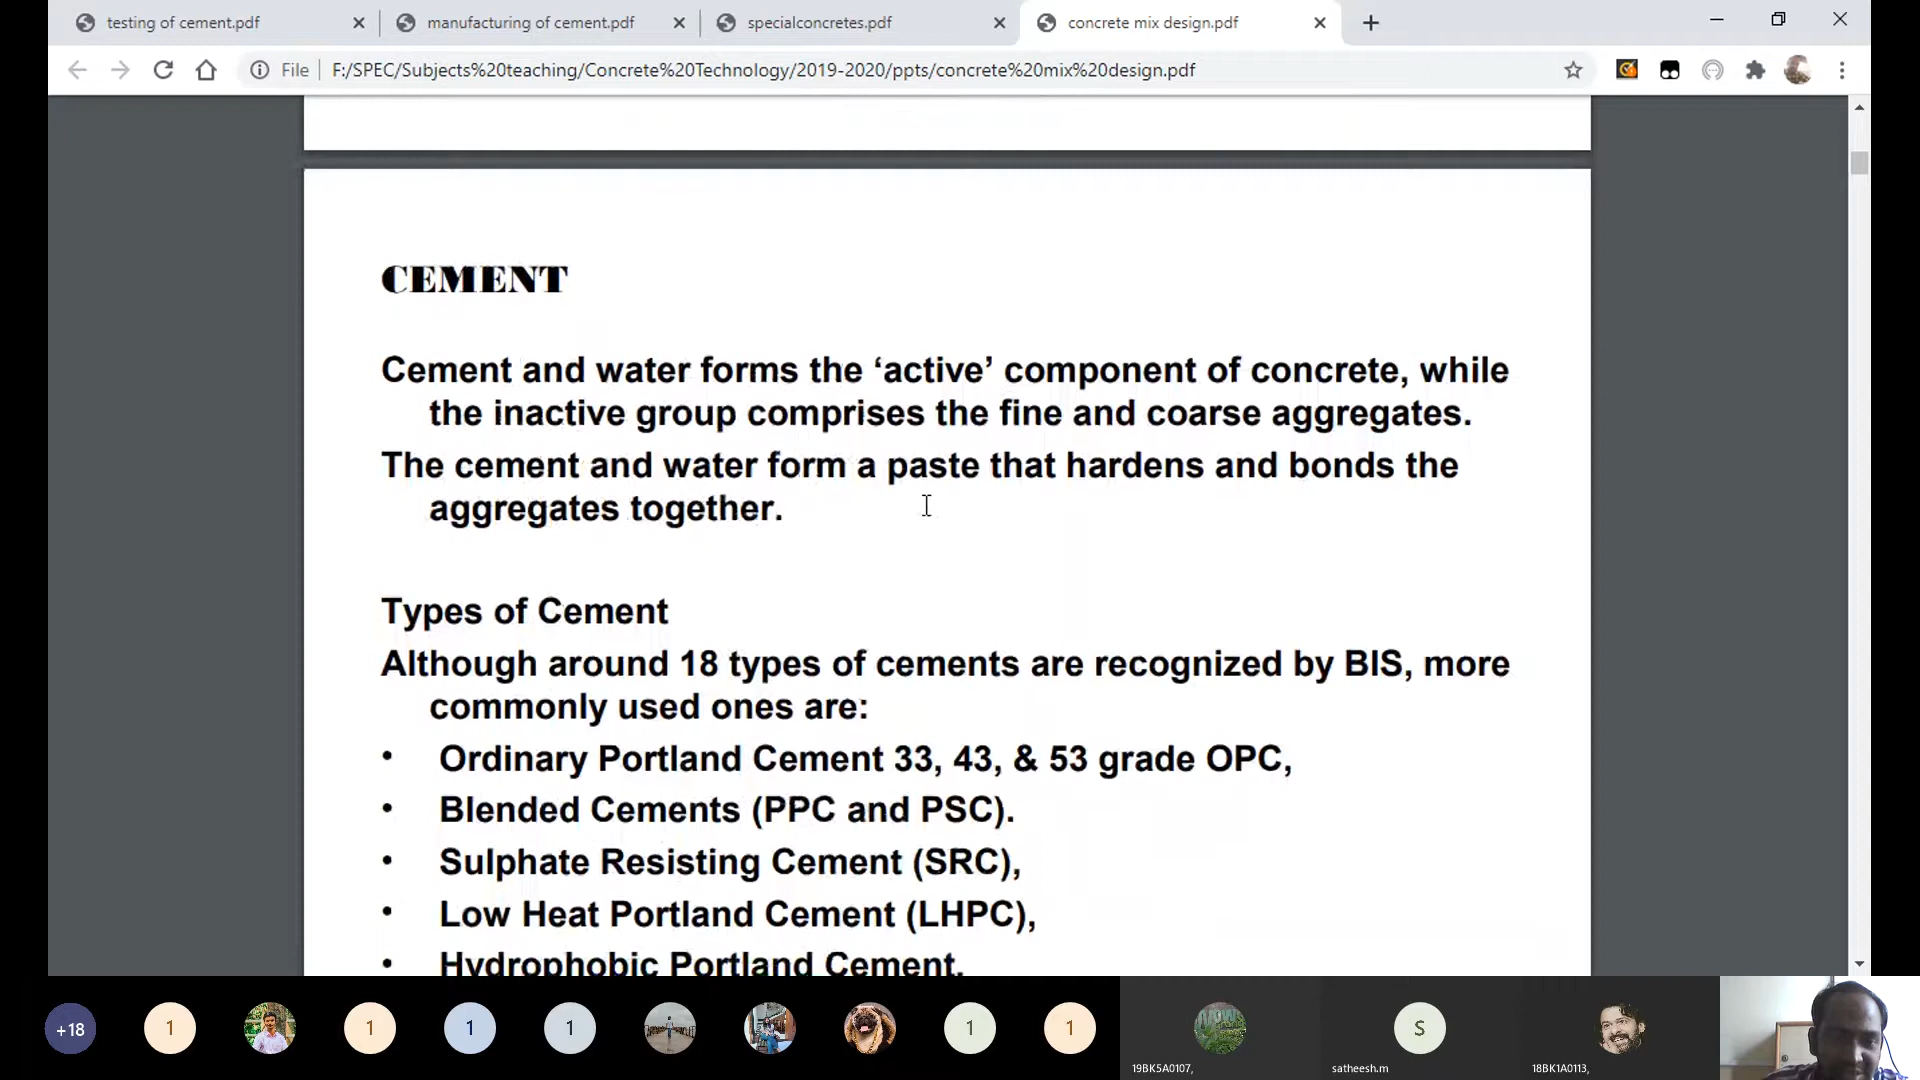 testing of cement.pdf
manufacturing of cement.pdf
specialconcretes.pdf
concrete mix design.pdf
File
F:/SPEC/Subjects%20teaching/Concrete%20Technology/2019-2020/ppts/concrete%20mix%20design.pdf
CEMENT
Cement and water forms the ‘active’ component of concrete, while
the inactive group comprises the fine and coarse aggregates.
The cement and water form a paste that hardens and bonds the
aggregates together.
Types of Cement
Although around 18 types of cements are recognized by BIS, more
commonly used ones are:
• Ordinary Portland Cement 33, 43, & 53 grade OPC,
• Blended Cements (PPC and PSC).
• Sulphate Resisting Cement (SRC),
• Low Heat Portland Cement (LHPC),
• Hydrophobic Portland Cement,
+18
1
1
1
1
1
1
S
19BK5A0107,
satheesh.m
18BK1A0113,